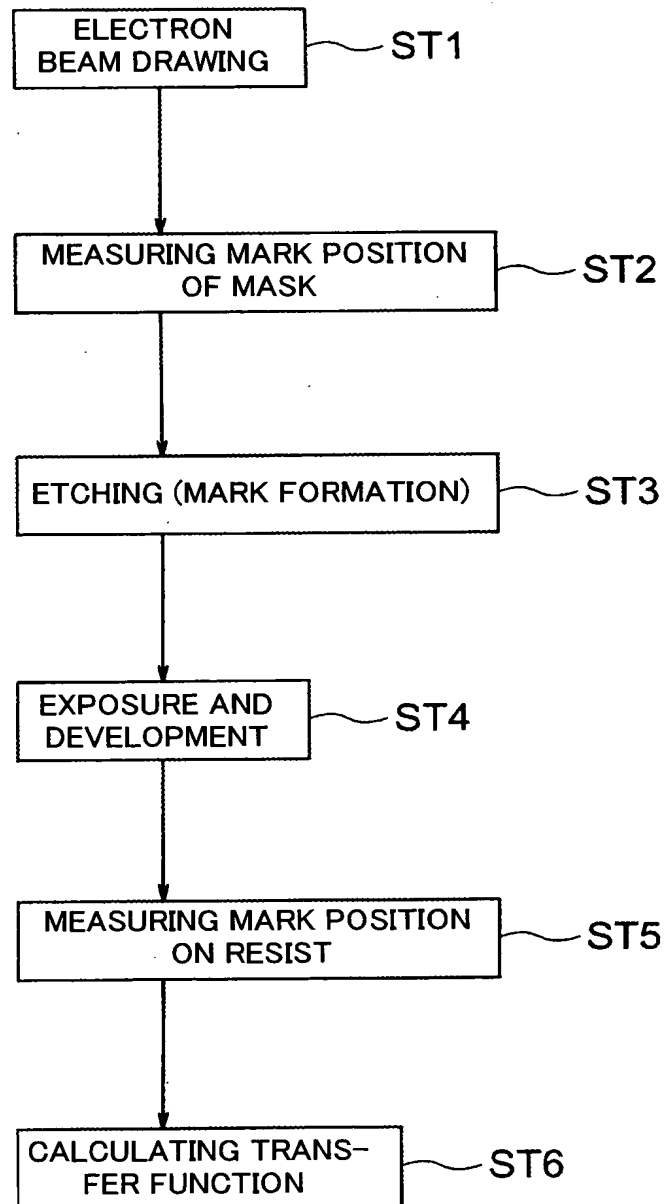 ELECTRON
BEAM DRAWING
ST1
MEASURING MARK POSITION
OF MASK
ST2
ETCHING (MARK FORMATION)
ST3
EXPOSURE AND
DEVELOPMENT
ST4
MEASURING MARK POSITION
ON RESIST
ST5
CALCULATING TRANS-
FER FUNCTION
ST6